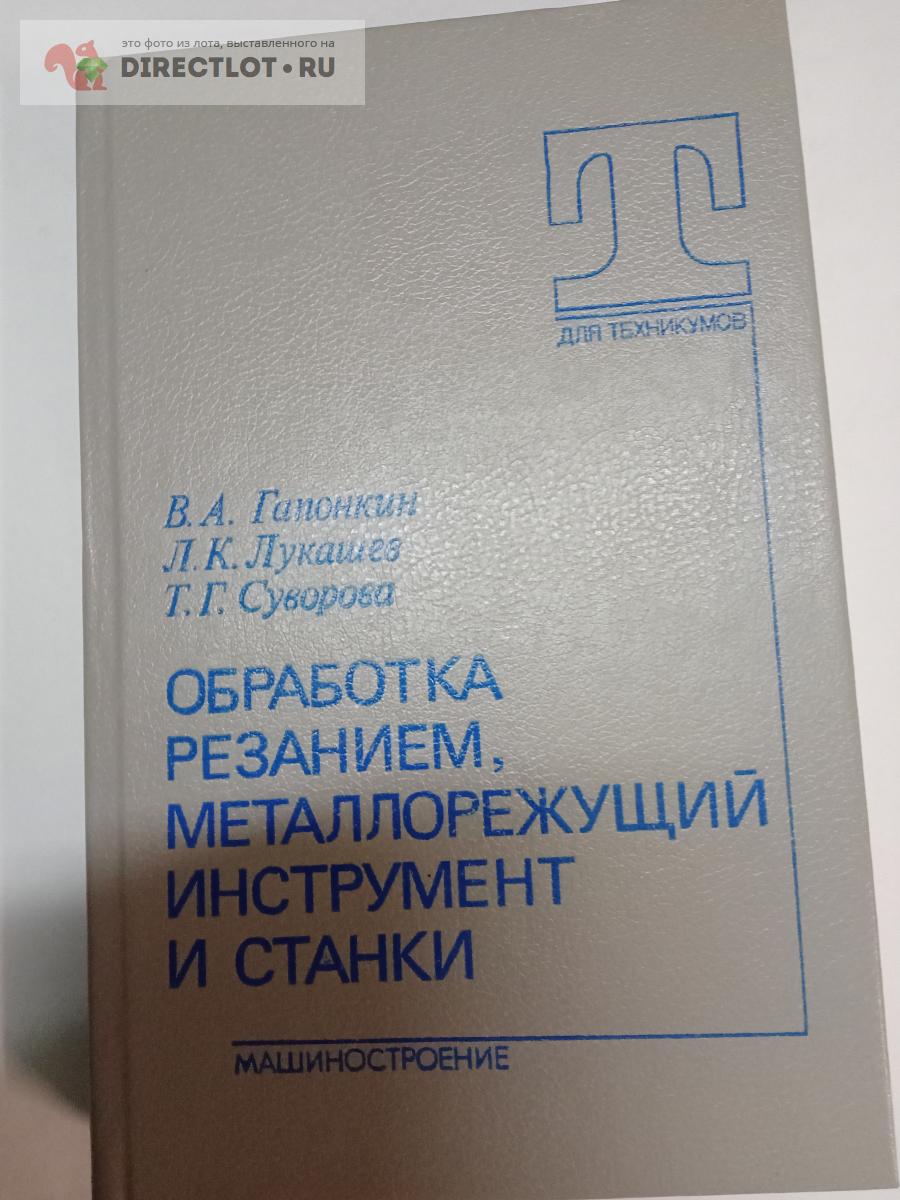 это фото из лота, выставленного на
DIRECTLOT•RU
Т
ДЛЯ ТЕХНИКУМОВ
В. А. Гапонкин
Л. К. Лукашев
Т. Г. Суворова
ОБРАБОТКА
РЕЗАНИЕМ,
МЕТАЛЛОРЕЖУЩИЙ
ИНСТРУМЕНТ
И СТАНКИ
МАШИНОСТРОЕНИЕ